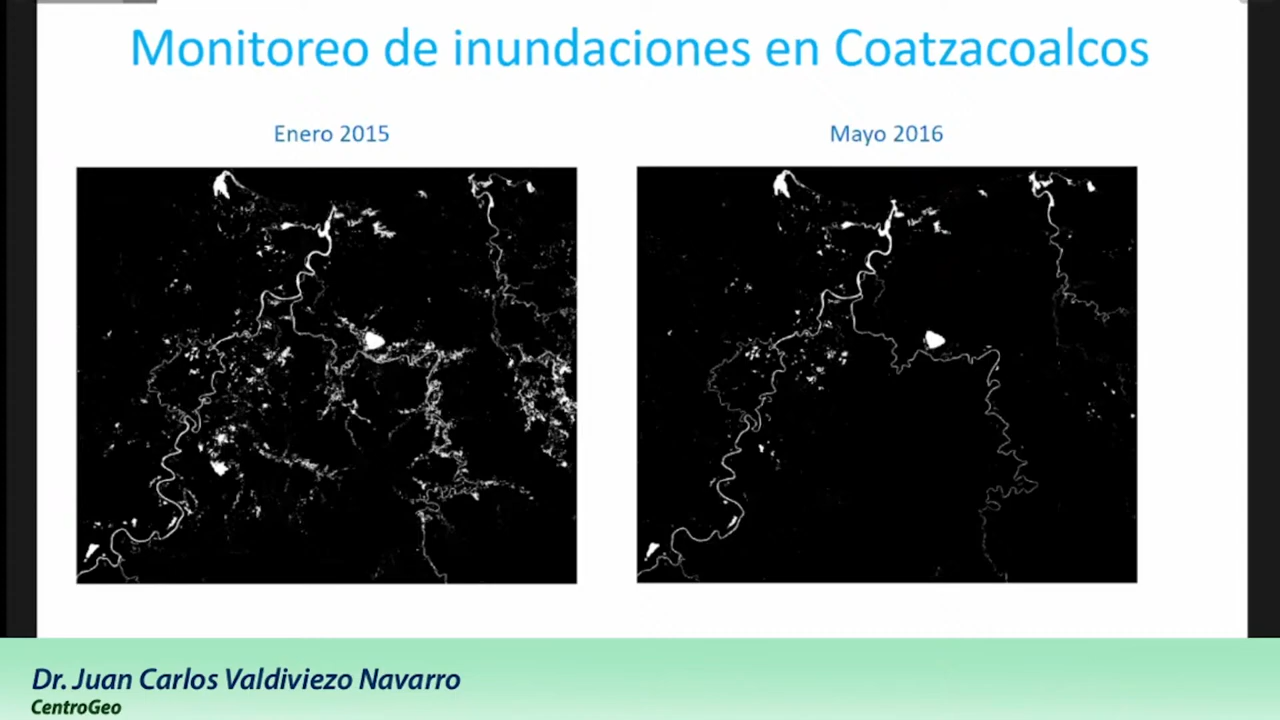 Monitoreo de inundaciones en Coatzacoalcos
Enero 2015
Mayo 2016
Dr. Juan Carlos Valdiviezo Navarro
CentroGeo